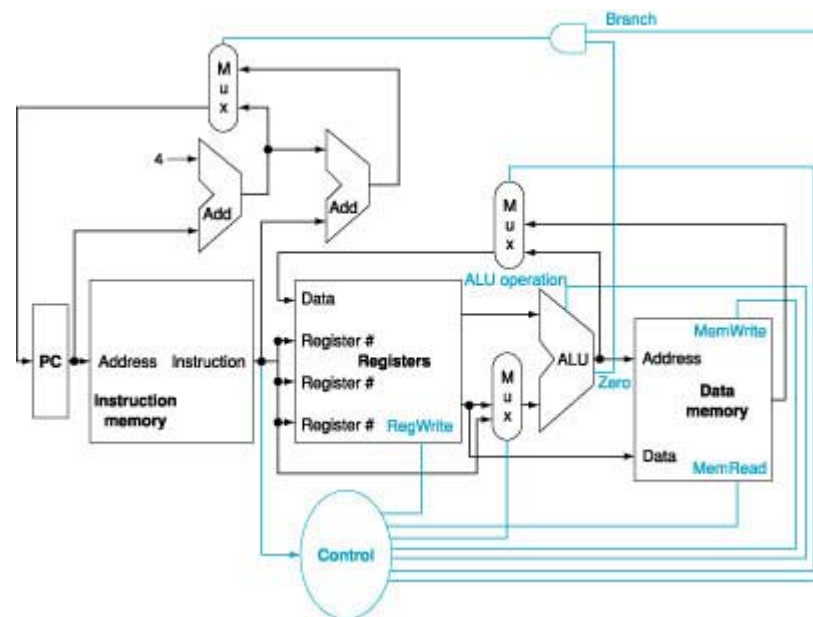 Branch
M
u
x
4
Add
Add
M
u
x
ALU operation
Data
PC
Address
Instruction
Register #
Registers
Register #
Register #
RegWrite
Instruction
memory
M
u
x
ALU
Zero
MemWrite
Address
Data
memory
Data
MemRead
Control